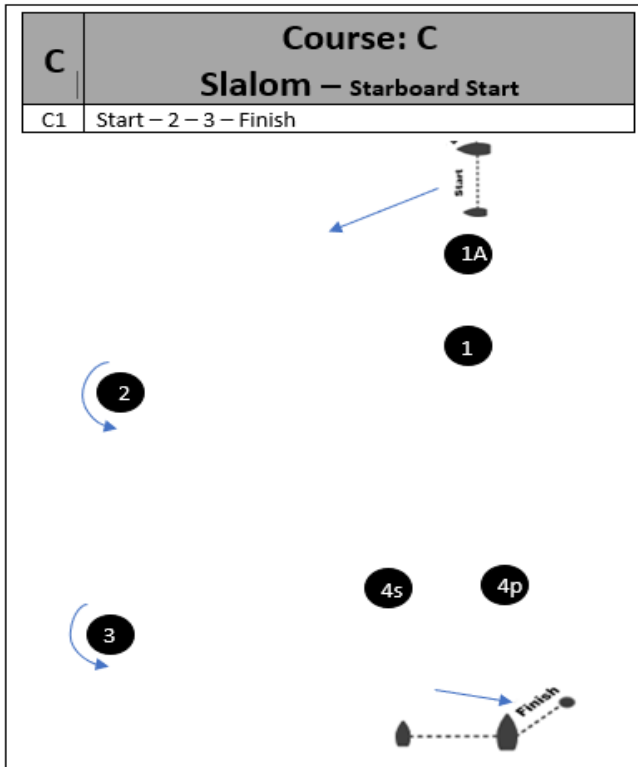 C
Course: C
Slalom – Starboard Start
C1 Start – 2 – 3 – Finish
Start
1A
1
2
4s
4p
3
Finish